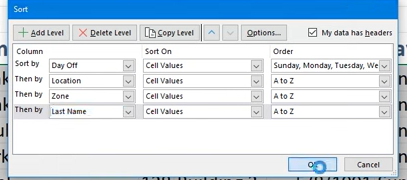 Sort
Add Level Delete Level Copy Level Options... My data has headers
Column Sort On Order
Sort by Day Off Cell Values Sunday, Monday, Tuesday, We
Then by Location Cell Values A to Z
Then by Zone Cell Values A to Z
Then by Last Name Cell Values A to Z
Cancel